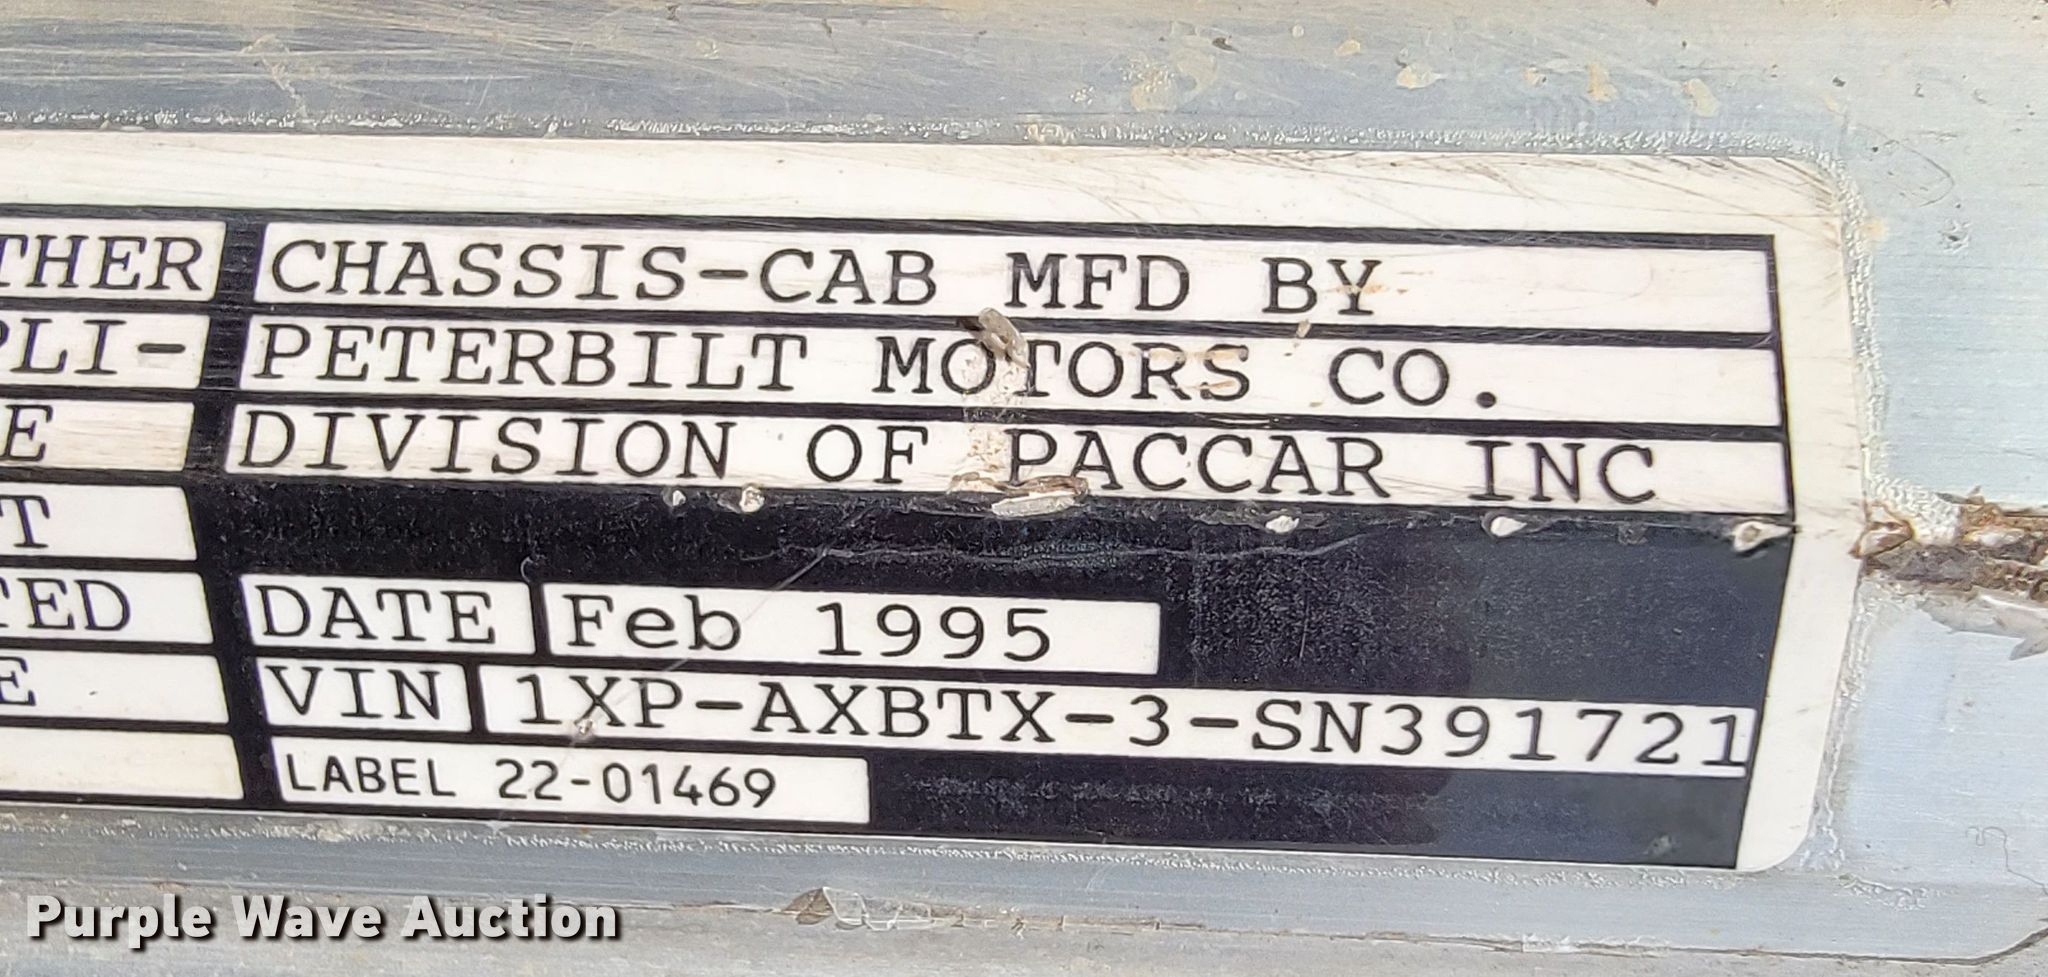 THER CHASSIS-CAB MFD BY
PLI- PETERBILT MOTORS CO.
E DIVISION OF PACCAR INC
T
TED DATE Feb 1995
E VIN 1XP-AXBTX-3-SN391721
LABEL 22-01469
Purple Wave Auction